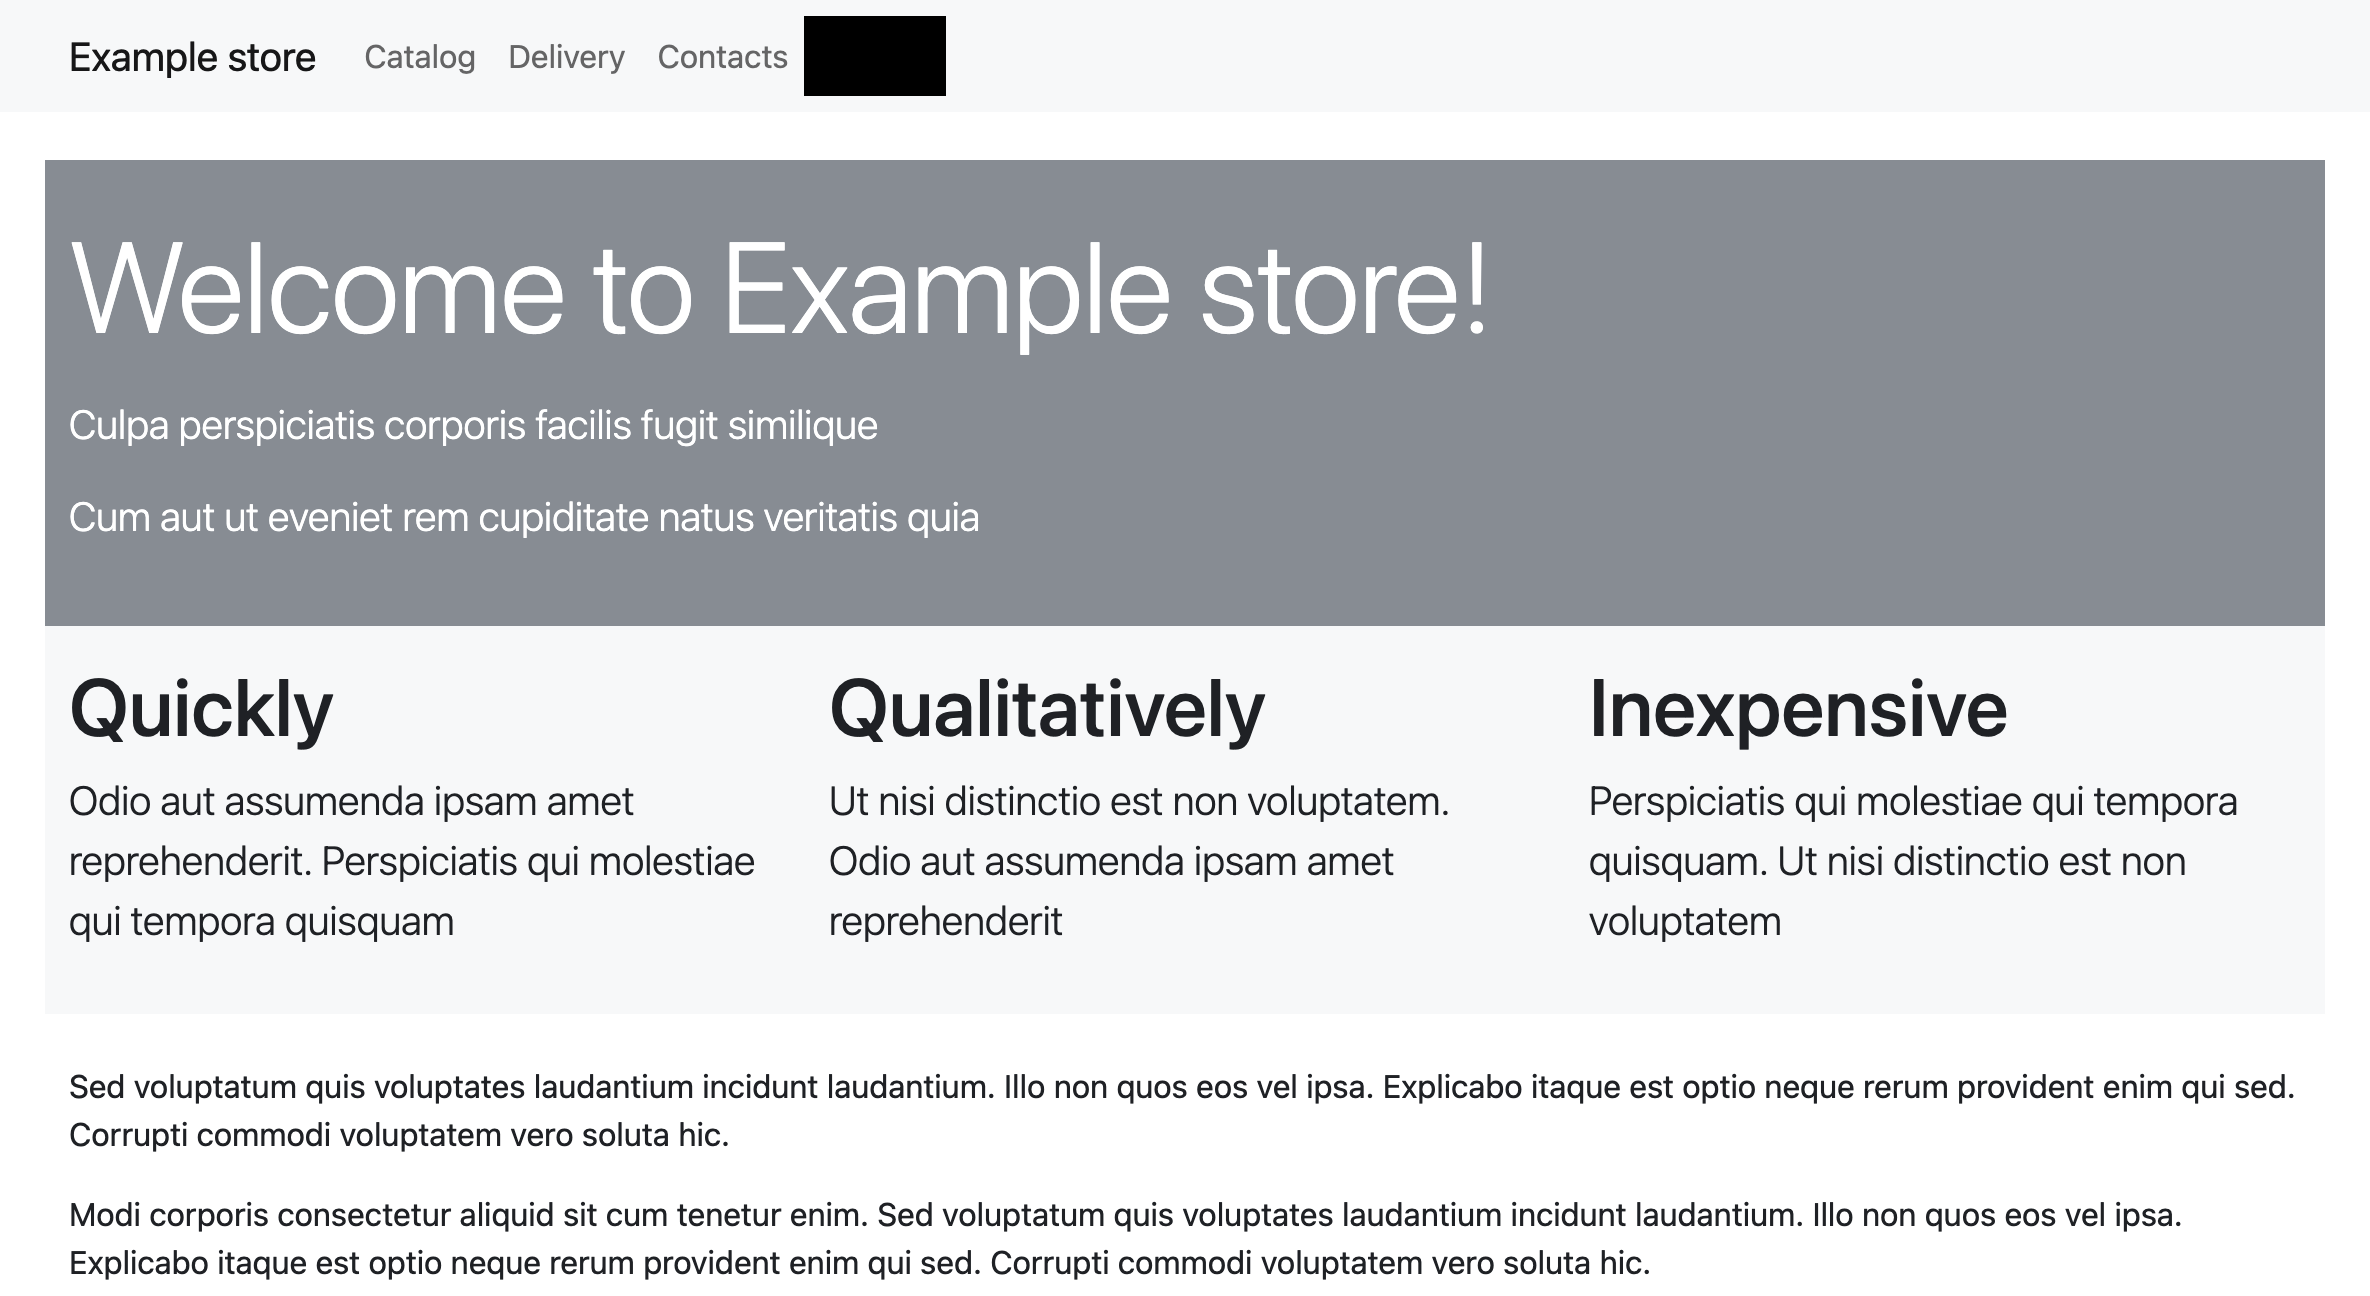 Example store Catalog Delivery Contacts
Welcome to Example store!
Culpa perspiciatis corporis facilis fugit similique
Cum aut ut eveniet rem cupiditate natus veritatis quia
Quickly
Odio aut assumenda ipsam amet
reprehenderit. Perspiciatis qui molestiae
qui tempora quisquam
Qualitatively
Ut nisi distinctio est non voluptatem.
Odio aut assumenda ipsam amet
reprehenderit
Inexpensive
Perspiciatis qui molestiae qui tempora
quisquam. Ut nisi distinctio est non
voluptatem
Sed voluptatum quis voluptates laudantium incidunt laudantium. Illo non quos eos vel ipsa. Explicabo itaque est optio neque rerum provident enim qui sed.
Corrupti commodi voluptatem vero soluta hic.
Modi corporis consectetur aliquid sit cum tenetur enim. Sed voluptatum quis voluptates laudantium incidunt laudantium. Illo non quos eos vel ipsa.
Explicabo itaque est optio neque rerum provident enim qui sed. Corrupti commodi voluptatem vero soluta hic.